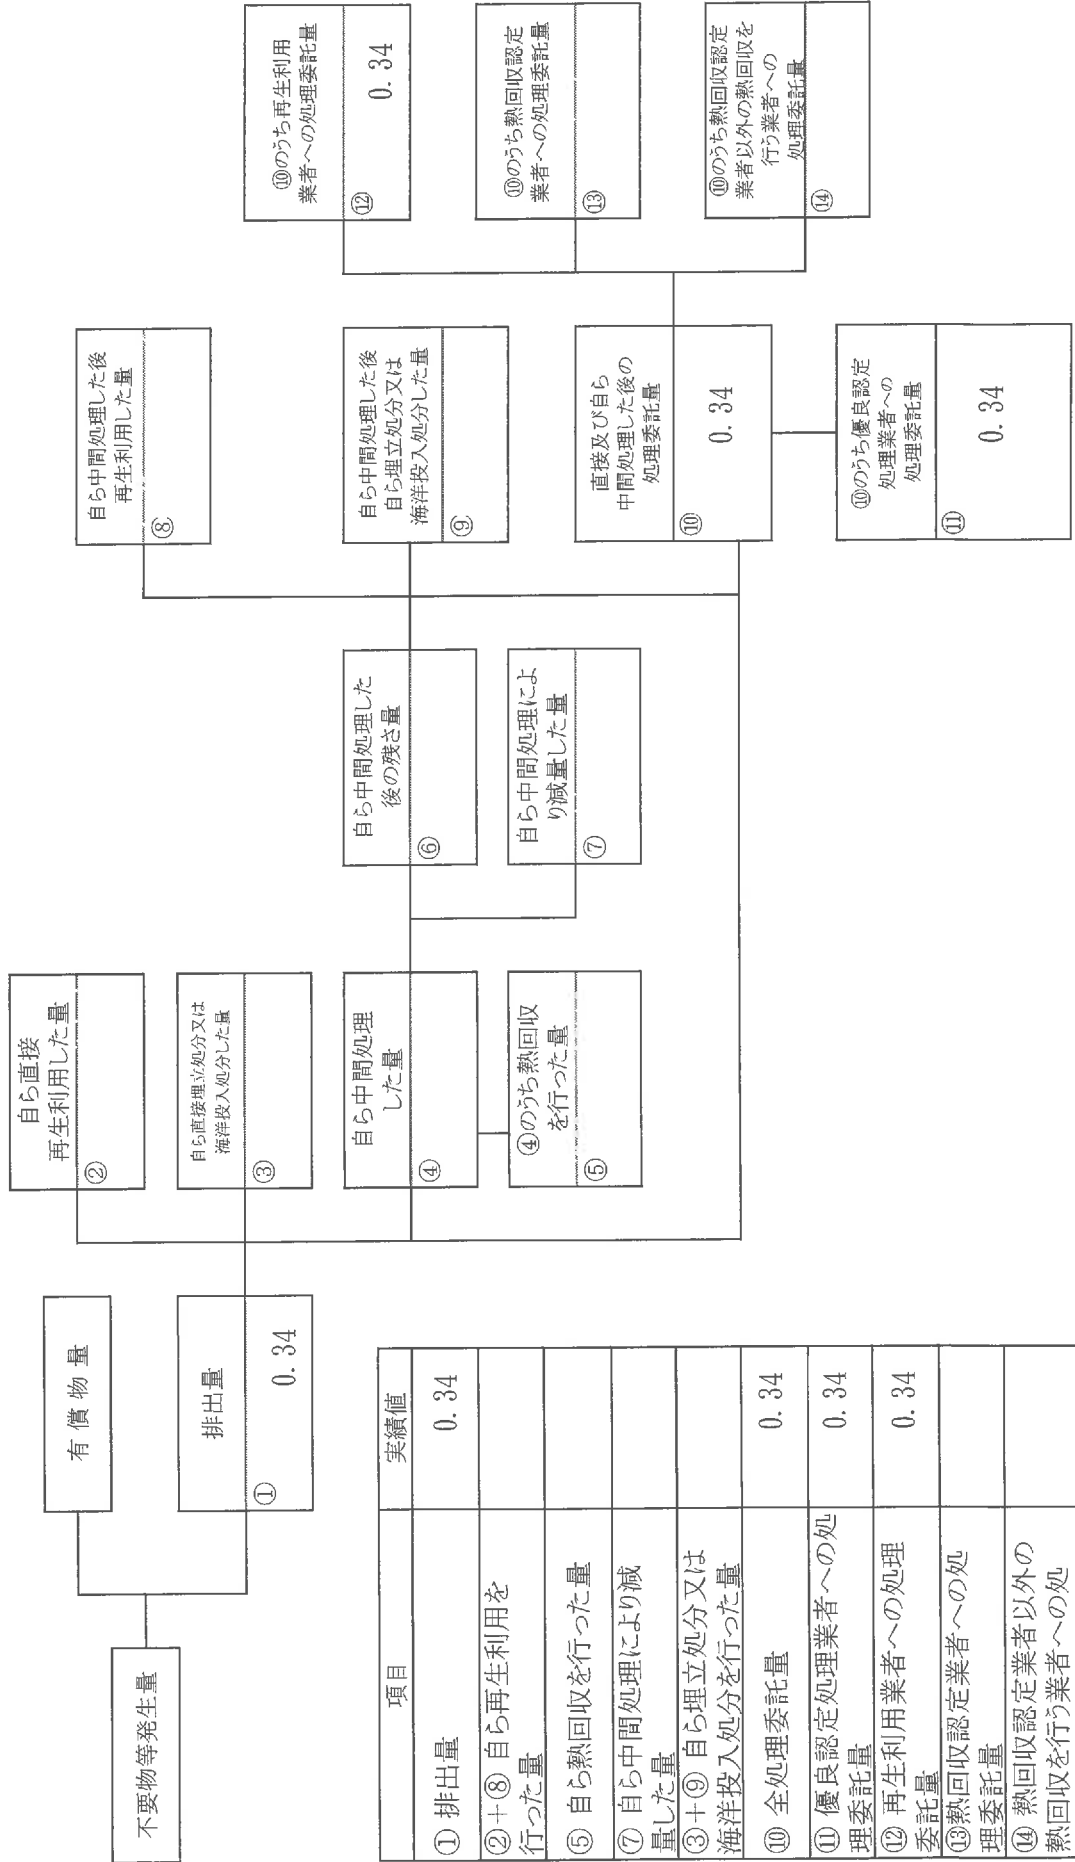 不要物等発生量
有 償 物 量
排出量
①
0.34
自ら直接
再生利用した量
②
自ら直接埋立処分又は
海洋投入処分した量
③
自ら中間処理
した量
④
④のうち熱回収
を行った量
⑤
自ら中間処理した
後の残さ量
⑥
自ら中間処理によ
り減量した量
⑦
自ら中間処理した後
再生利用した量
⑧
自ら中間処理した後
自ら埋立処分又は
海洋投入処分した量
⑨
直接及び自ら
中間処理した後の
処理委託量
⑩
0.34
⑩のうち優良認定
処理業者への
処理委託量
⑪
0.34
⑩のうち再生利用
業者への処理委託量
⑫
0.34
⑩のうち熱回収認定
業者への処理委託量
⑬
⑩のうち熱回収認定
業者以外の熱回収を
行う業者への
処理委託量
⑭
項目 実績値
① 排出量 0.34
②+⑧ 自ら再生利用を
行った量
⑤ 自ら熱回収を行った量
⑦ 自ら中間処理により減
量した量
③+⑨ 自ら埋立処分又は
海洋投入処分を行った量
⑩ 全処理委託量 0.34
⑪ 優良認定処理業者への処
理委託量 0.34
⑫ 再生利用業者への処理
委託量 0.34
⑬熱回収認定業者への処
理委託量
⑭ 熱回収認定業者以外の
熱回収を行う業者への処